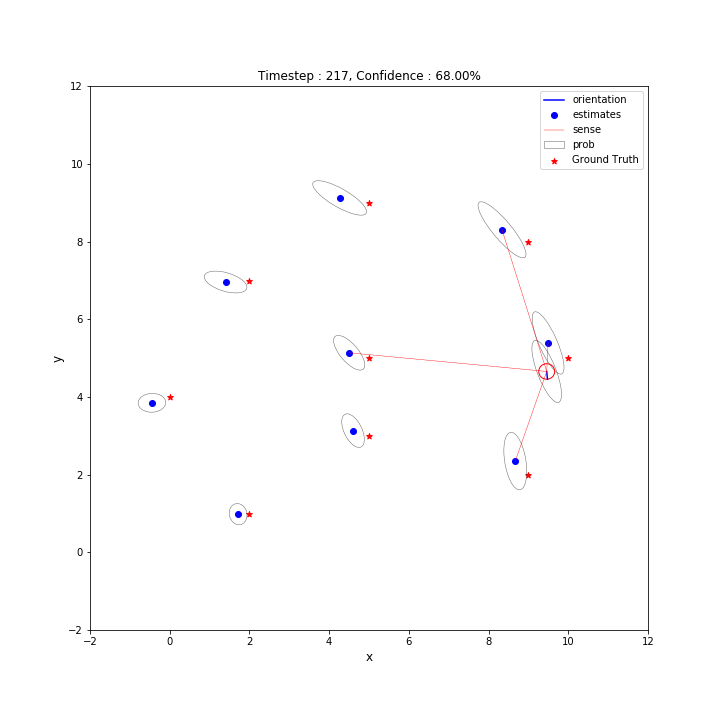 Timestep : 217, Confidence : 68.00%
orientation
estimates
sense
prob
Ground Truth
12
10
8
6
4
2
0
−2
y
−2 0 2 4 6 8 10 12
x